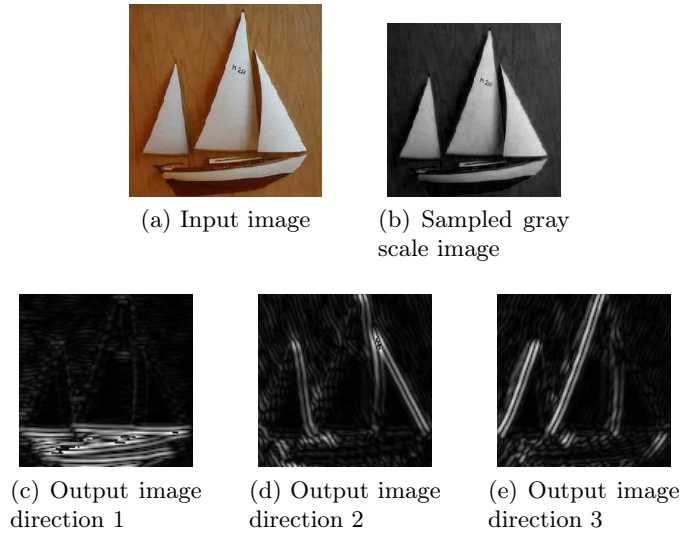 (a) Input image
(b) Sampled gray
scale image
(c) Output image
direction 1
(d) Output image
direction 2
(e) Output image
direction 3